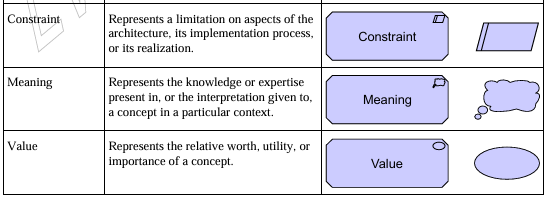 Constraint
Represents a limitation on aspects of the
architecture, its implementation process,
or its realization.
Constraint
Meaning
Represents the knowledge or expertise
present in, or the interpretation given to,
a concept in a particular context.
Meaning
Value
Represents the relative worth, utility, or
importance of a concept.
Value